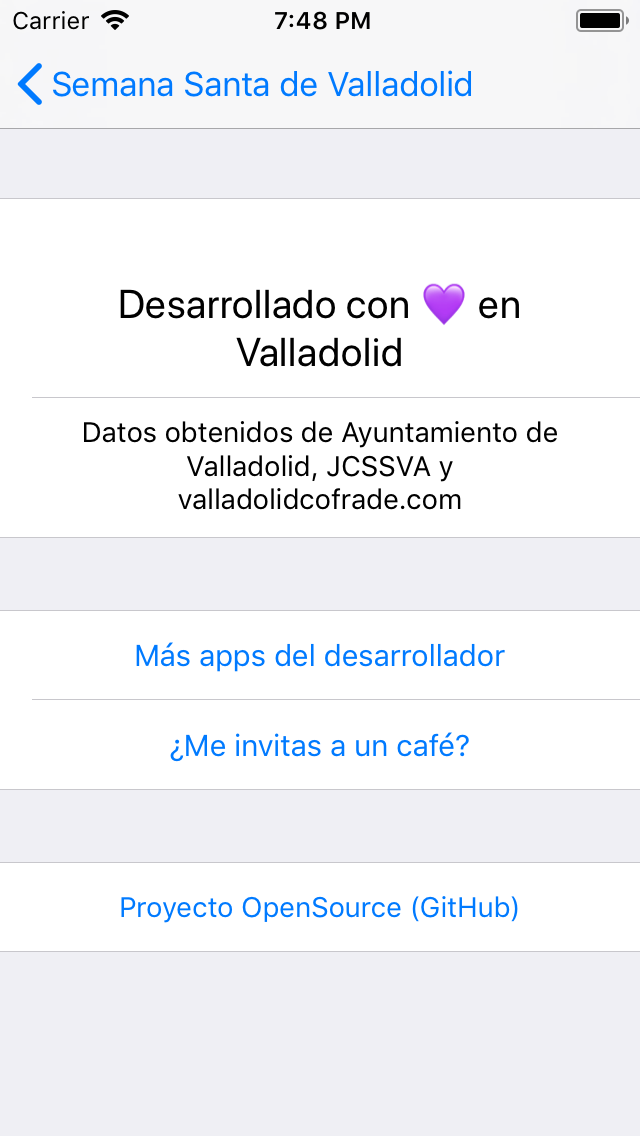 Carrier 7:48 PM
Semana Santa de Valladolid
Desarrollado con 💜 en
Valladolid
Datos obtenidos de Ayuntamiento de
Valladolid, JCSSVA y
valladolidcofrade.com
Más apps del desarrollador
¿Me invitas a un café?
Proyecto OpenSource (GitHub)